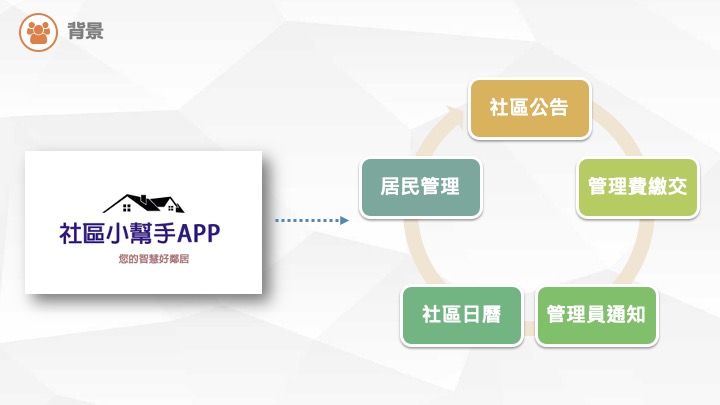 背景
社區公告
居民管理
管理費繳交
社區小幫手APP
您的智慧好鄰居
社區日曆
管理員通知